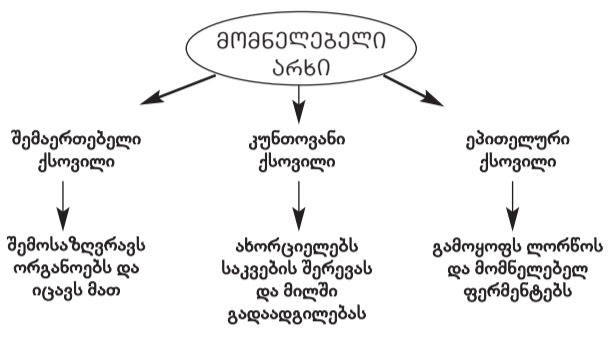 მომნელებელი
არხი
შემაერთებელი
ქსოვილი
კუნთოვანი
ქსოვილი
ეპითელური
ქსოვილი
შემოსაზღვრავს
ორგანოებს და
იცავს მათ
ახორციელებს
საკვების შერევას
და მილში
გადაადგილებას
გამოყოფს ლორწოს
და მომნელებელ
ფერმენტებს